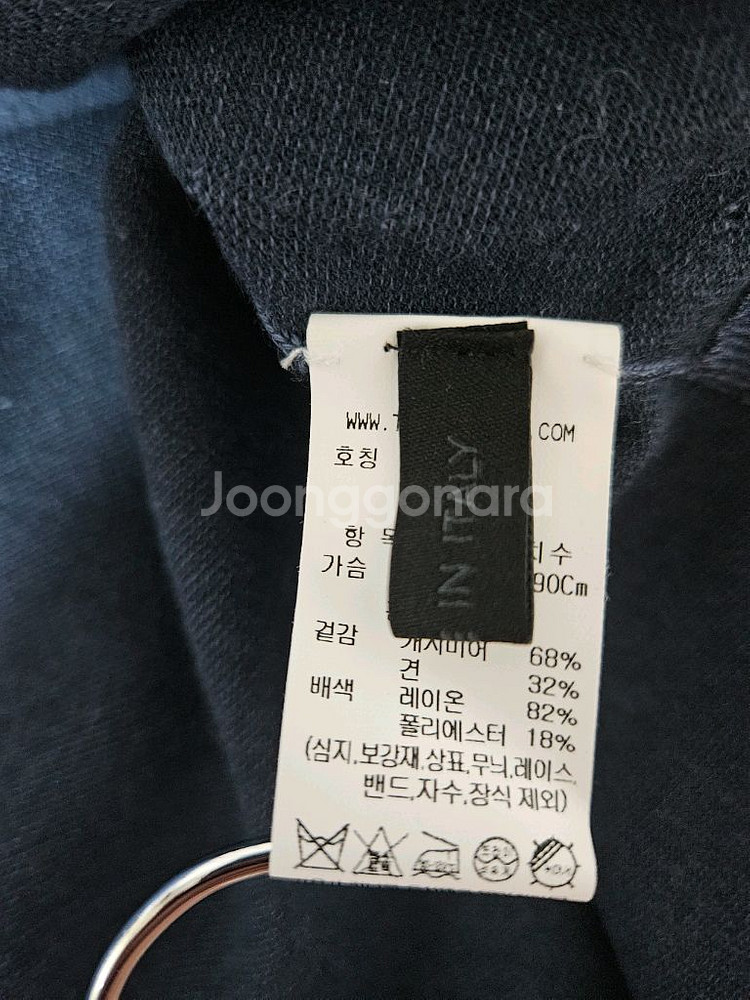 WWW. COM
호칭
Joonggonara
항 치수
가슴 90Cm
IN ITALY
겉감 캐시미어 68%
견 32%
배색 레이온 82%
폴리에스터 18%
(심지,보강재,상표,무늬,레이스,
밴드,자수,장식 제외)